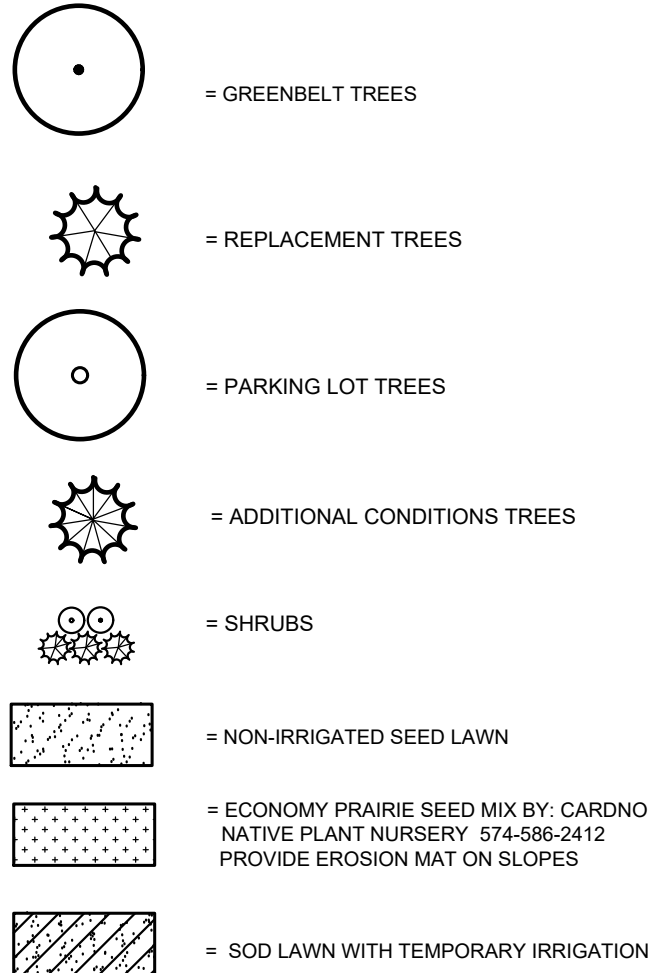 = GREENBELT TREES
= REPLACEMENT TREES
= PARKING LOT TREES
= ADDITIONAL CONDITIONS TREES
= SHRUBS
= NON-IRRIGATED SEED LAWN
= ECONOMY PRAIRIE SEED MIX BY: CARDNO
NATIVE PLANT NURSERY 574-586-2412
PROVIDE EROSION MAT ON SLOPES
= SOD LAWN WITH TEMPORARY IRRIGATION